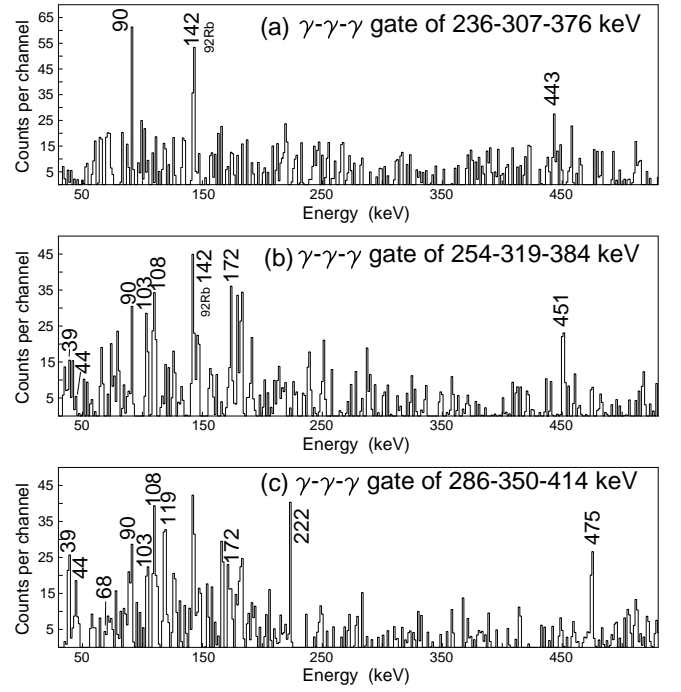 (a) γ-γ-γ gate of 236-307-376 keV
Counts per channel
65
55
45
35
25
15
5
90
142
92Rb
443
50 150 250 350 450
Energy (keV)
(b) γ-γ-γ gate of 254-319-384 keV
Counts per channel
45
35
25
15
5
39
44
90
103
108
92Rb 142
172
451
50 150 250 350 450
Energy (keV)
(c) γ-γ-γ gate of 286-350-414 keV
Counts per channel
45
35
25
15
5
39
44
68
90
103
108
119
172
222
475
50 150 250 350 450
Energy (keV)